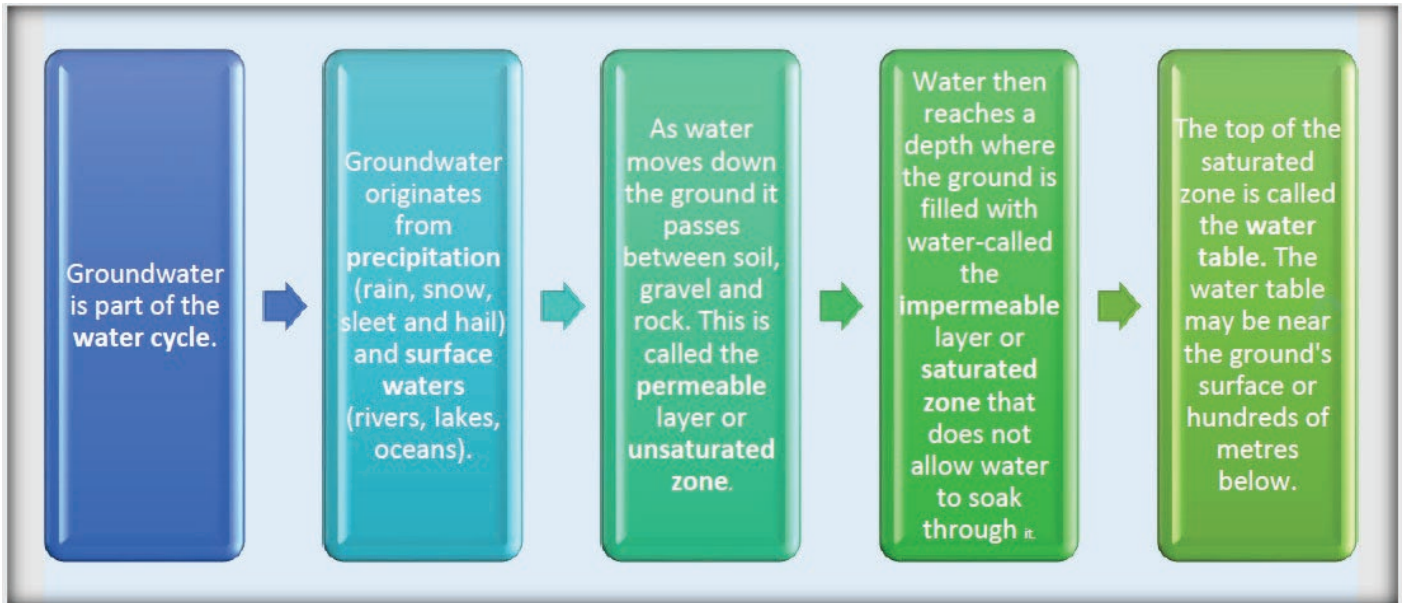 Groundwater
is part of the
water cycle.
Groundwater
originates
from
precipitation
(rain, snow,
sleet and hail)
and surface
waters
(rivers, lakes,
oceans).
As water
moves down
the ground it
passes
between soil,
gravel and
rock. This is
called the
permeable
layer or
unsaturated
zone.
Water then
reaches a
depth where
the ground is
filled with
water-called
the
impermeable
layer or
saturated
zone that
does not
allow water
to soak
through it.
The top of the
saturated
zone is called
the water
table. The
water table
may be near
the ground's
surface or
hundreds of
metres
below.